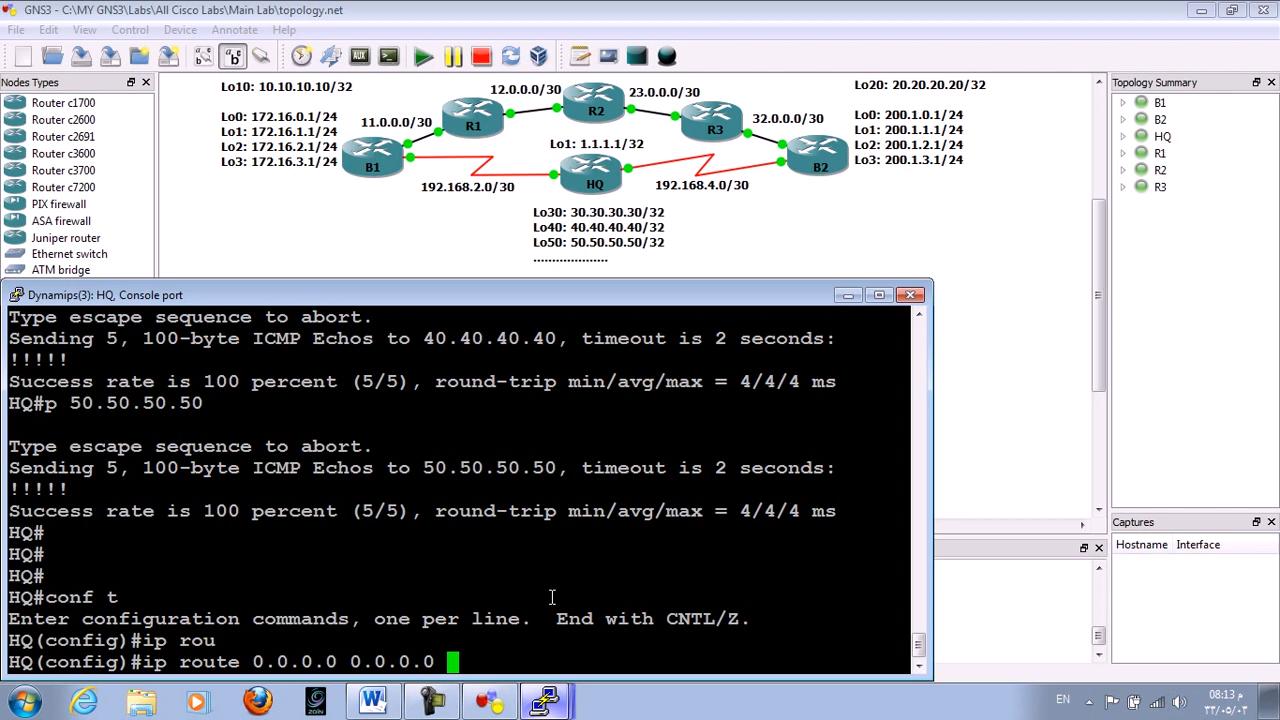 GNS3 - C:\MY GNS3\Labs\All Cisco Labs\Main Lab\topology.net
File Edit View Control Device Annotate Help
Nodes Types
Router c1700
Router c2600
Router c2691
Router c3600
Router c3700
Router c7200
PIX firewall
ASA firewall
Juniper router
Ethernet switch
ATM bridge
Lo10: 10.10.10.10/32
Lo0: 172.16.0.1/24
Lo1: 172.16.1.1/24
Lo2: 172.16.2.1/24
Lo3: 172.16.3.1/24
11.0.0.0/30
12.0.0.0/30
23.0.0.0/30
32.0.0.0/30
R1
R2
R3
B1
B2
HQ
Lo1: 1.1.1.1/32
192.168.2.0/30
192.168.4.0/30
Lo20: 20.20.20.20/32
Lo0: 200.1.0.1/24
Lo1: 200.1.1.1/24
Lo2: 200.1.2.1/24
Lo3: 200.1.3.1/24
Lo30: 30.30.30.30/32
Lo40: 40.40.40.40/32
Lo50: 50.50.50.50/32
...................
Topology Summary
B1
B2
HQ
R1
R2
R3
Captures
Hostname Interface
Dynamips(3): HQ, Console port
Type escape sequence to abort.
Sending 5, 100-byte ICMP Echos to 40.40.40.40, timeout is 2 seconds:
!!!!!
Success rate is 100 percent (5/5), round-trip min/avg/max = 4/4/4 ms
HQ#p 50.50.50.50
Type escape sequence to abort.
Sending 5, 100-byte ICMP Echos to 50.50.50.50, timeout is 2 seconds:
!!!!!
Success rate is 100 percent (5/5), round-trip min/avg/max = 4/4/4 ms
HQ#
HQ#
HQ#
HQ#conf t
Enter configuration commands, one per line.  End with CNTL/Z.
HQ(config)#ip rou
HQ(config)#ip route 0.0.0.0 0.0.0.0
AUX
zain
EN
08:13 م